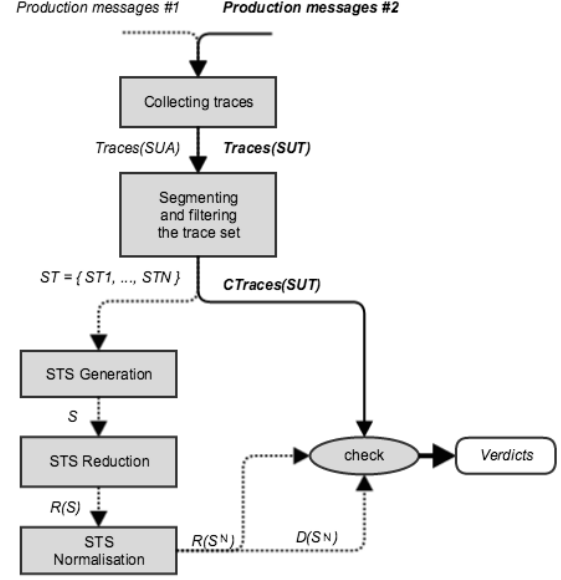 Production messages #1
Production messages #2
Collecting traces
Traces(SUA)
Traces(SUT)
Segmenting
and filtering
the trace set
ST = { ST1, ..., STN }
CTraces(SUT)
STS Generation
S
STS Reduction
check
Verdicts
R(S)
STS
Normalisation
R(Sᴺ)
D(Sᴺ)